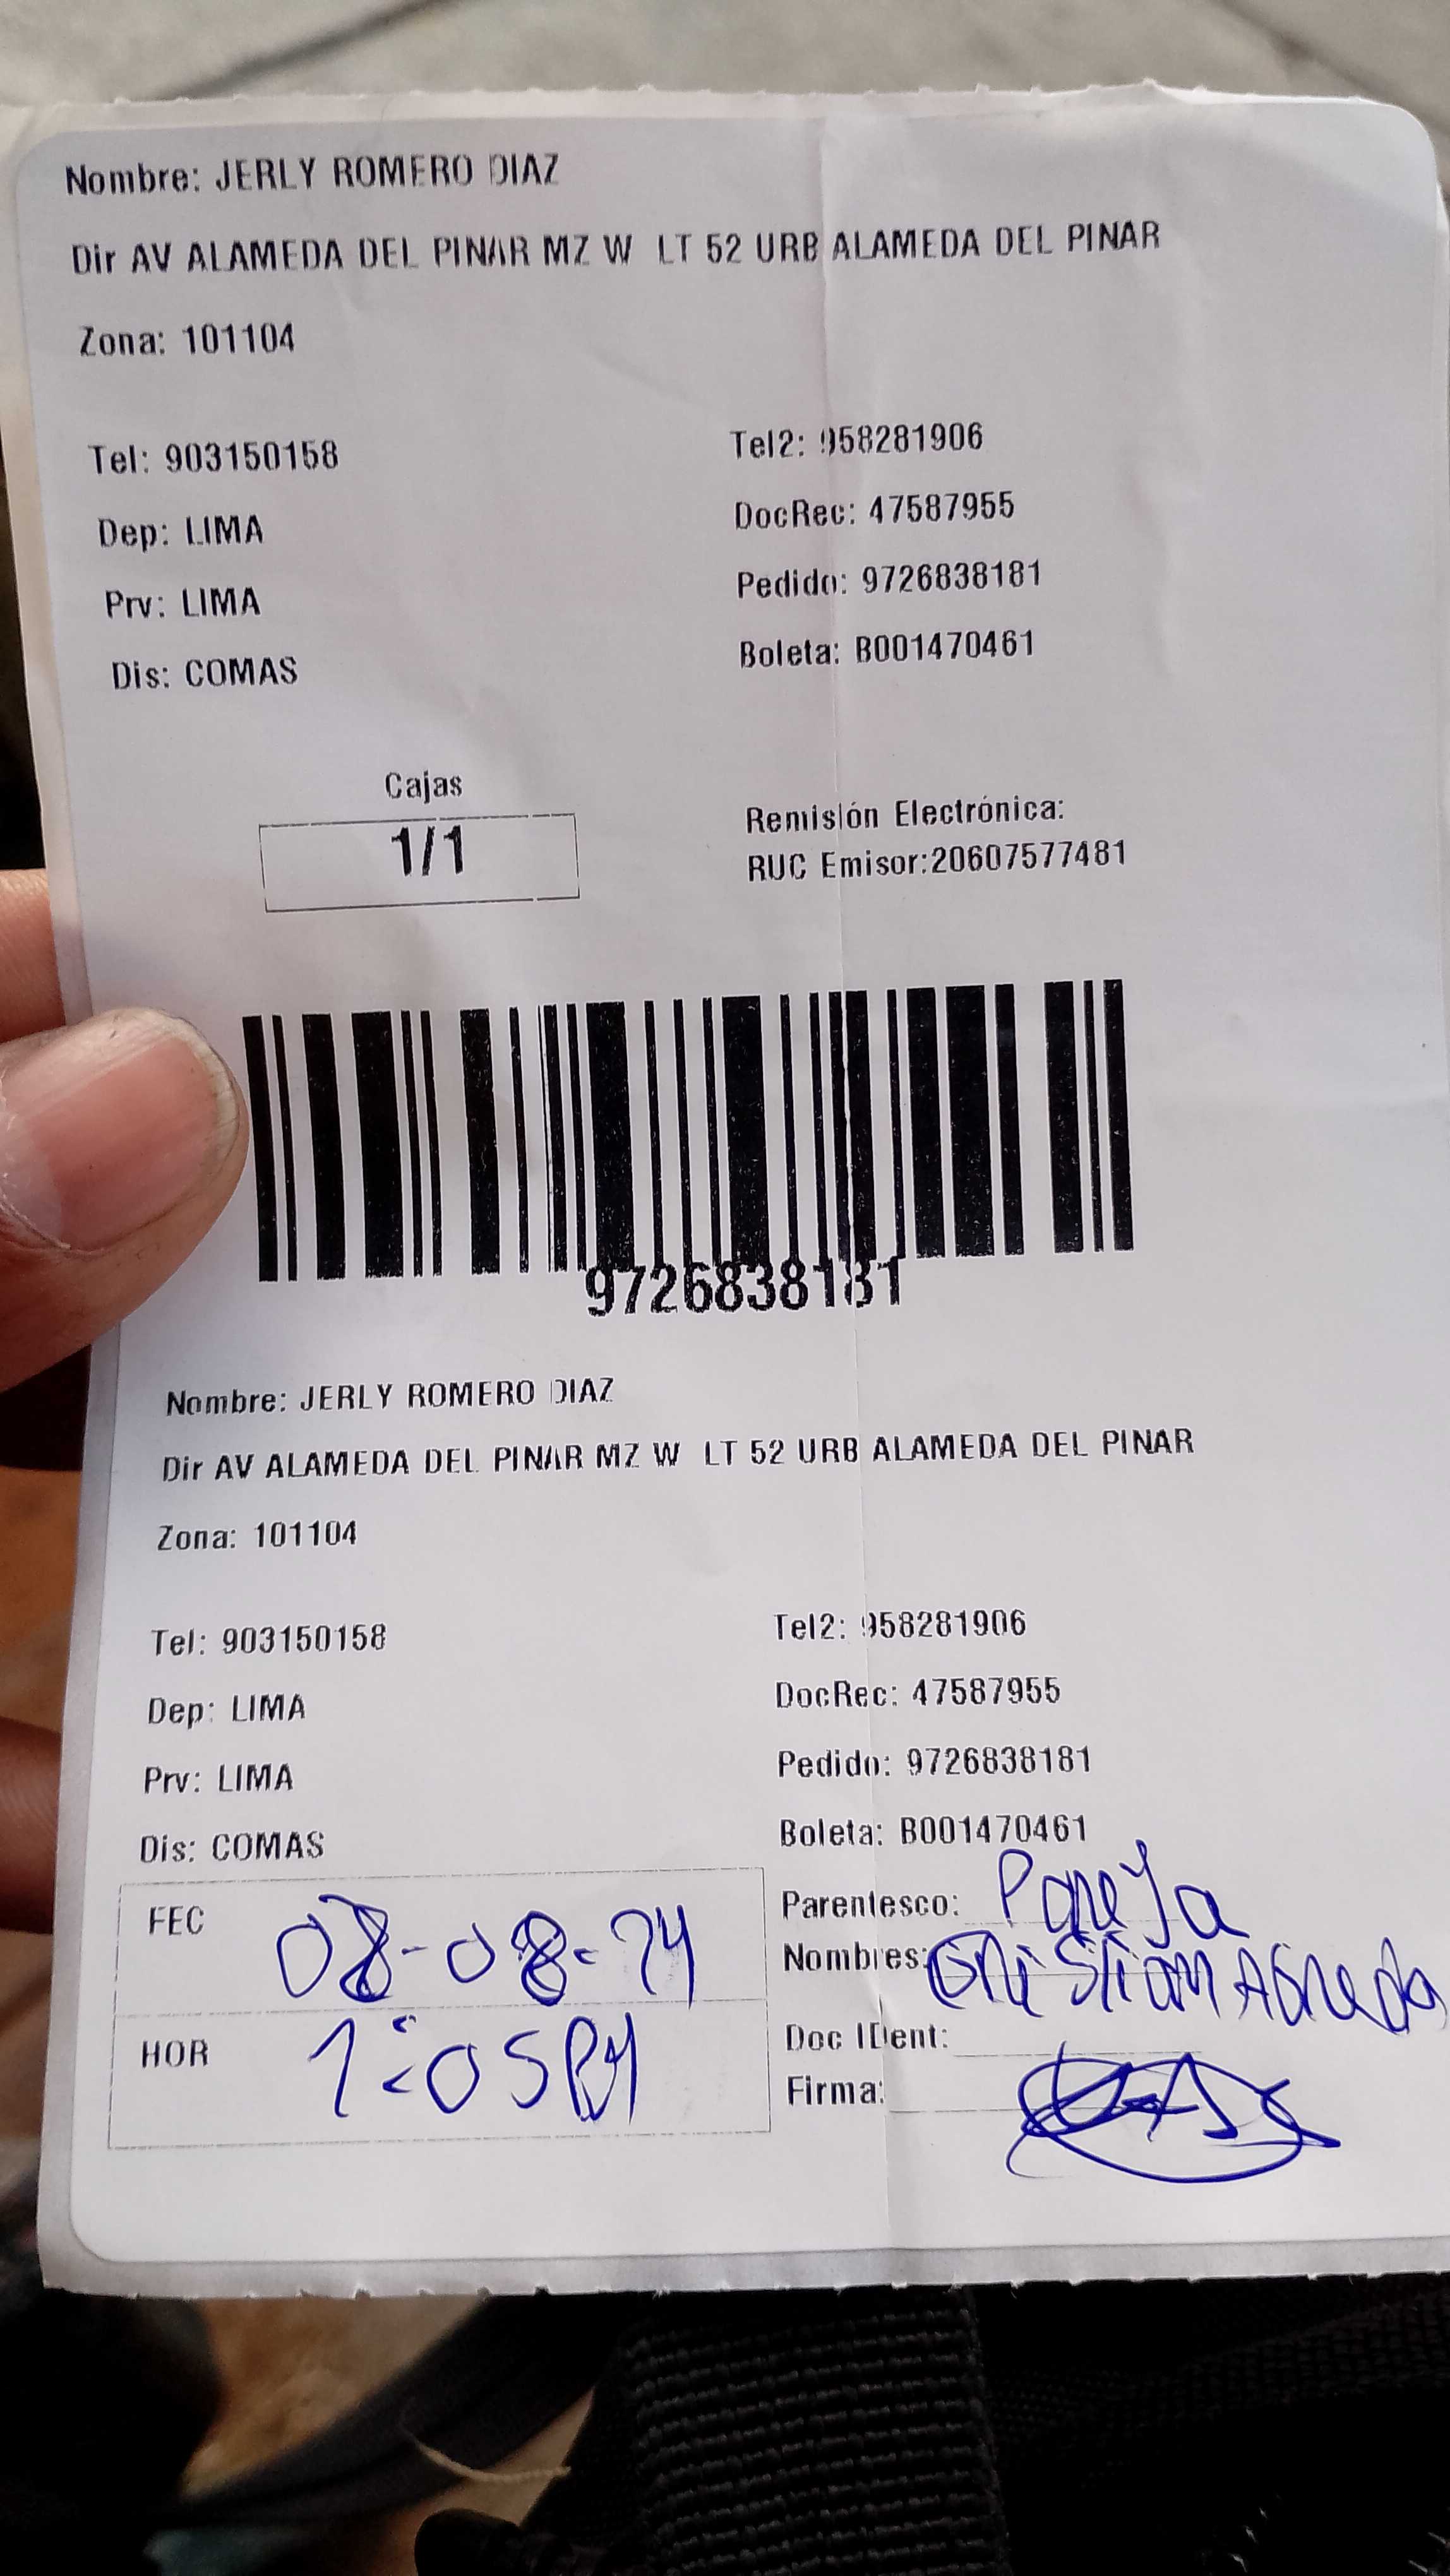 Nombre: JERLY ROMERO DIAZ
Dir AV ALAMEDA DEL PINAR MZ W LT 52 URB ALAMEDA DEL PINAR
Zona: 101104
Tel: 903150158 Tel2: 958281906
Dep: LIMA DocRec: 47587955
Prv: LIMA Pedido: 9726838181
Dis: COMAS Boleta: B001470461
Cajas
1/1
Remisión Electrónica:
RUC Emisor:20607577481
9726838181
Nombre: JERLY ROMERO DIAZ
Dir AV ALAMEDA DEL PINAR MZ W LT 52 URB ALAMEDA DEL PINAR
Zona: 101104
Tel: 903150158 Tel2: 958281906
Dep: LIMA DocRec: 47587955
Prv: LIMA Pedido: 9726838181
Dis: COMAS Boleta: B001470461
FEC 08-08-24
HOR 1:05 PM
Parentesco: Pareja
Nombres: Cristian Agreda
Doc IDent:
Firma: